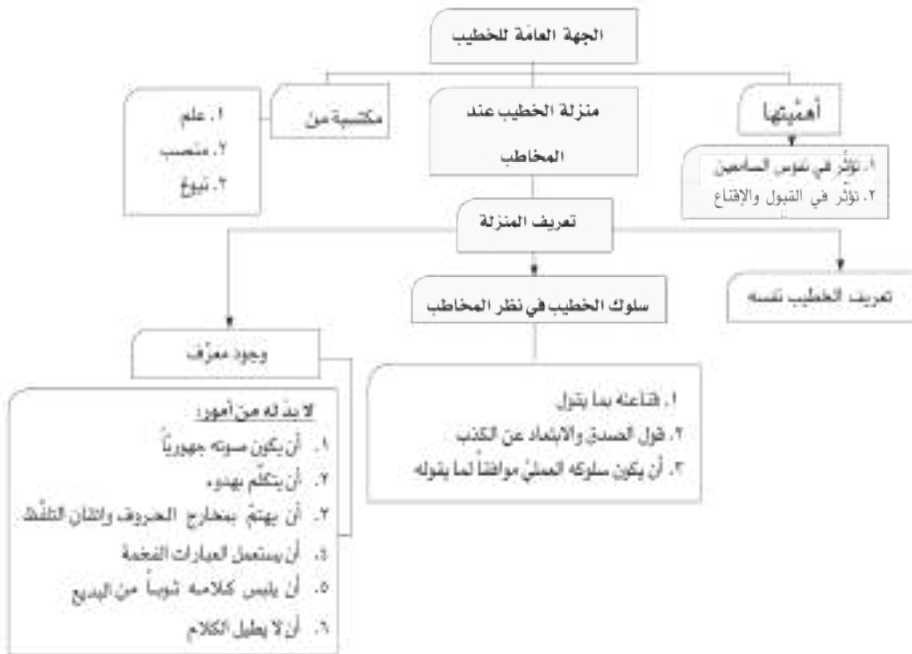 الجهة العامّة للخطيب
أهمّيتها
١. تؤثّر في نفوس السامعين
٢. تؤثّر في القبول والإقناع
منزلة الخطيب عند
المخاطب
مكتسبة من
١. علم
٢. منصب
٣. نبوغ
تعريف المنزلة
تعريف الخطيب نفسه
سلوك الخطيب في نظر المخاطب
١. قناعته بما يقول
٢. قول الصدق والابتعاد عن الكذب
٣. أن يكون سلوكه العمليّ موافقاً لما يقوله
وجود معرّف
لا بدّ له من أمور:
١. أن يكون صوته جهوريّاً
٢. أن يتكلّم بهدوء
٣. أن يهتمّ بمخارج الحروف واتقان التلفّظ
٤. أن يستعمل العبارات الفخمة
٥. أن يلبس كلامه ثوباً من البديع
٦. أن لا يطيل الكلام